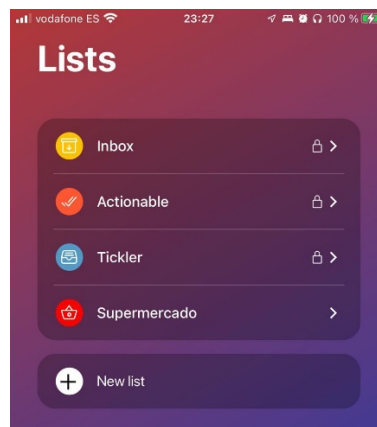 vodafone ES 23:27 100 %
Lists
Inbox
Actionable
Tickler
Supermercado
New list